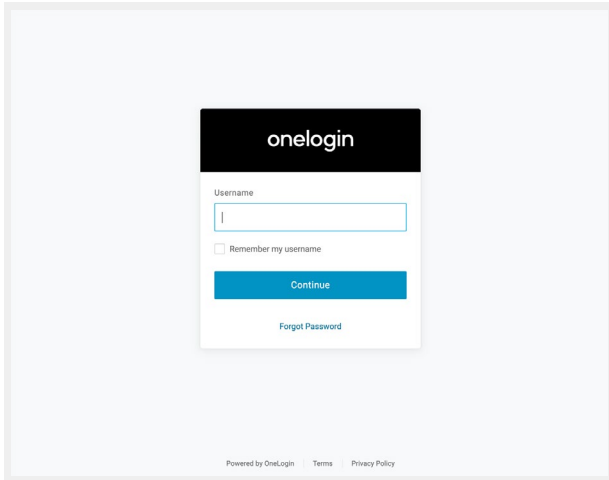 onelogin
Username
Remember my username
Continue
Forgot Password
Powered by OneLogin Terms Privacy Policy